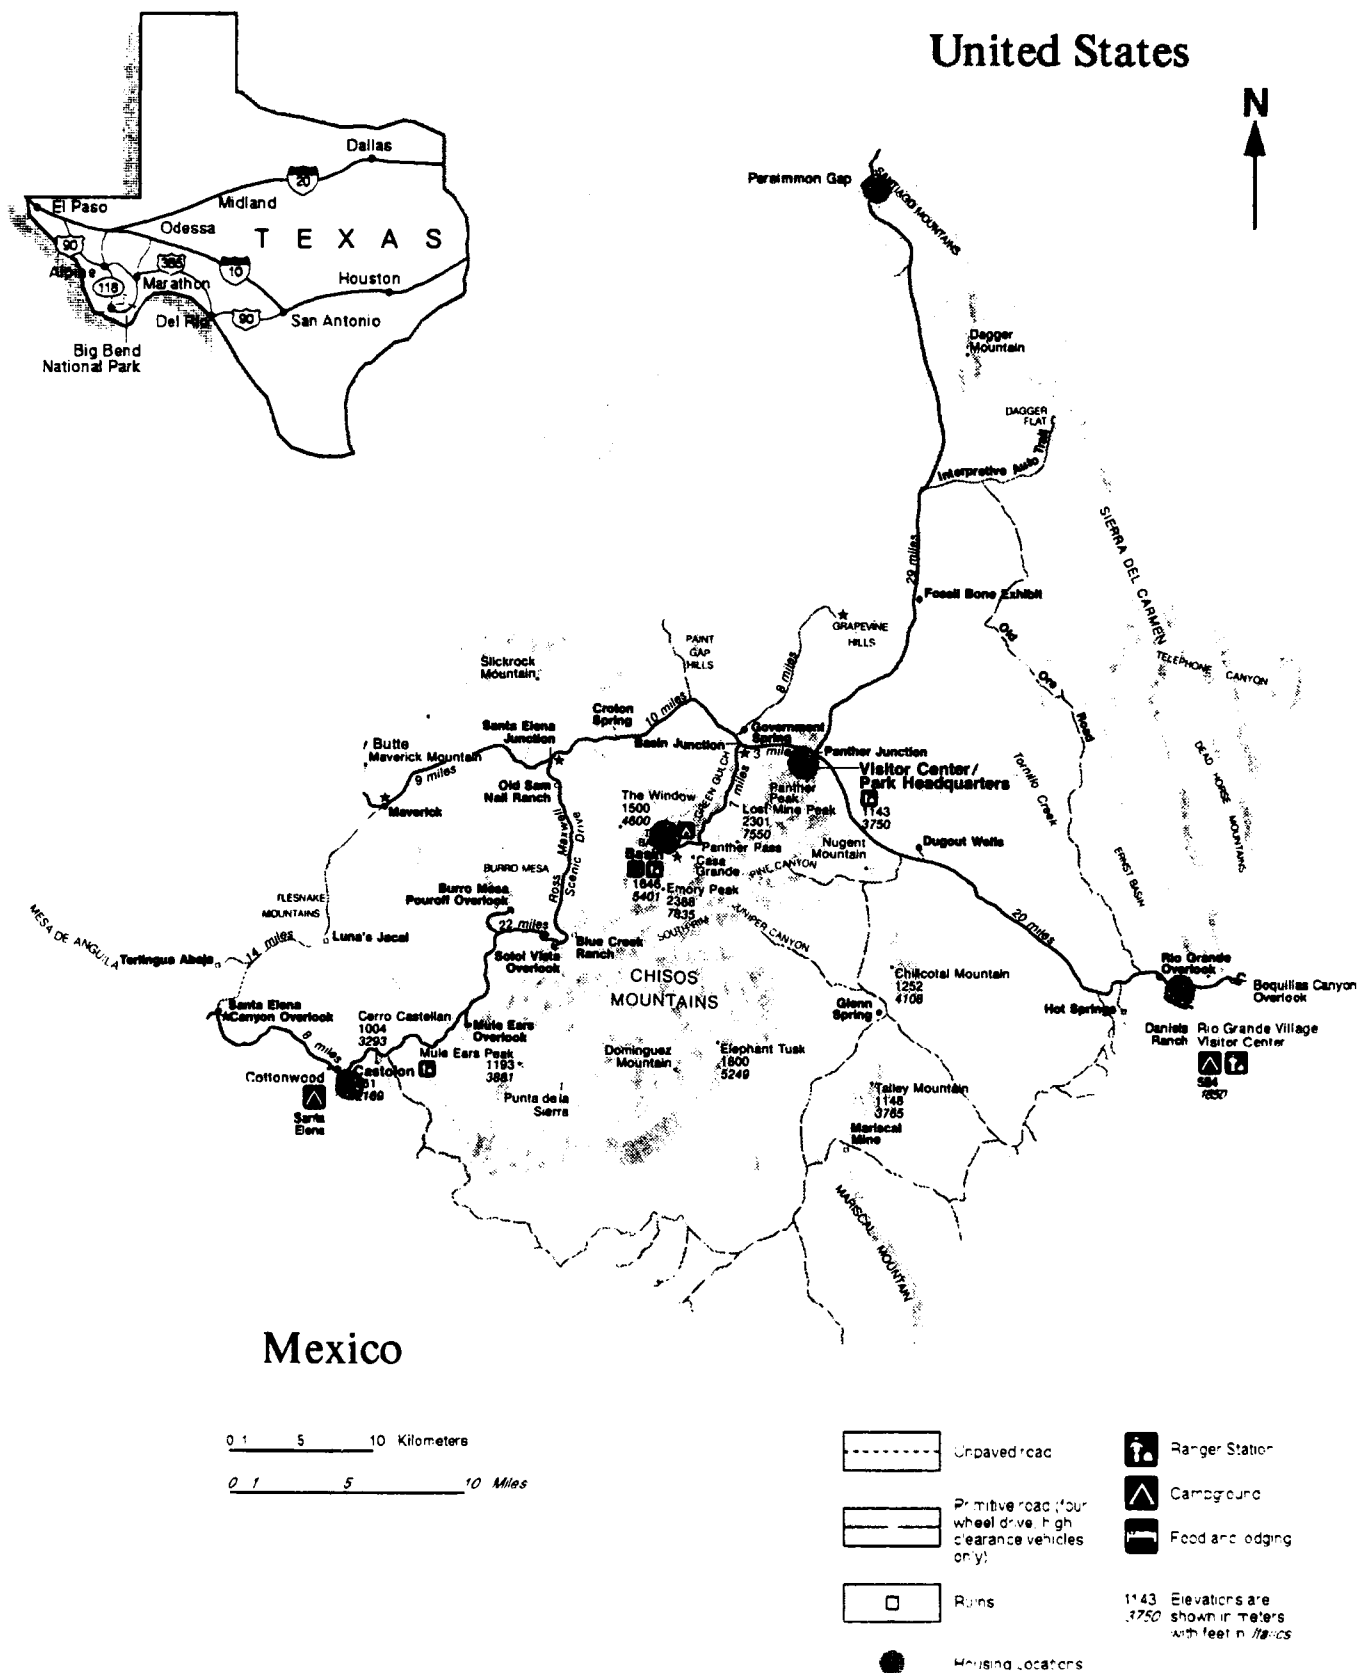 United States
N
Dallas
20
Midland
El Paso
Odessa
TEXAS
90
385
10
Houston
Alpine
118
Marathon
Del Rio
90
San Antonio
Big Bend
National Park
Persimmon Gap
SANTIAGO MOUNTAINS
Dagger
Mountain
DAGGER
FLAT
Interpretive Auto Trail
29 miles
Fossil Bone Exhibit
SIERRA DEL CARMEN
Old
Ore
Road
TELEPHONE CANYON
DEAD HORSE MOUNTAINS
GRAPEVINE
HILLS
8 miles
PAINT
GAP
HILLS
Slickrock
Mountain
Croton
Spring
10 miles
Santa Elena
Junction
Basin Junction
Government
Spring
3
Panther Junction
Visitor Center/
Park Headquarters
1143
3750
Butte
Maverick Mountain
9 miles
Maverick
Old Sam
Nail Ranch
The Window
1500
4600
GREEN GULCH
7 miles
Panther
Peak
Lost Mine Peak
2301
7550
Panther Pass
Nugent
Mountain
Dugout Wells
Tornillo Creek
ERNST BASIN
Basin
1646
5401
Casa
Grande
PINE CANYON
Emory Peak
2388
7835
SOUTH RIM
JUNIPER CANYON
Ross Maxwell
Scenic Drive
BURRO MESA
Burro Mesa
Pouroff Overlook
22 miles
Sotol Vista
Overlook
Blue Creek
Ranch
FLESNAKE
MOUNTAINS
MESA DE ANGUILA
Luna's Jacal
14 miles
Terlingua Abajo
CHISOS
MOUNTAINS
20 miles
Rio Grande
Overlook
Boquillas Canyon
Overlook
Chilicotal Mountain
1252
4108
Glenn
Spring
Hot Springs
Daniels
Ranch
Rio Grande Village
Visitor Center
564
1850
Santa Elena
Canyon Overlook
8 miles
Cerro Castellan
1004
3293
Mule Ears
Overlook
Mule Ears Peak
1193
3881
Cottonwood
Castolon
2169
Santa
Elena
Punta de la
Sierra
Dominguez
Mountain
Elephant Tusk
1600
5249
Talley Mountain
1148
3765
Mariscal
Mine
MARISCAL MOUNTAIN
Mexico
0 1 5 10 Kilometers
0 1 5 10 Miles
Unpaved road
Primitive road (four
wheel drive, high
clearance vehicles
only)
Ruins
Housing Locations
Ranger Station
Campground
Food and lodging
1143 Elevations are
3750 shown in meters
with feet in italics